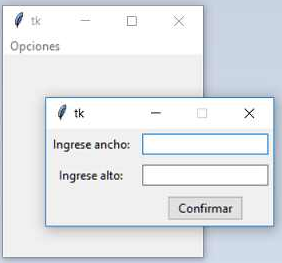 tk
Opciones
tk
Ingrese ancho:
Ingrese alto:
Confirmar